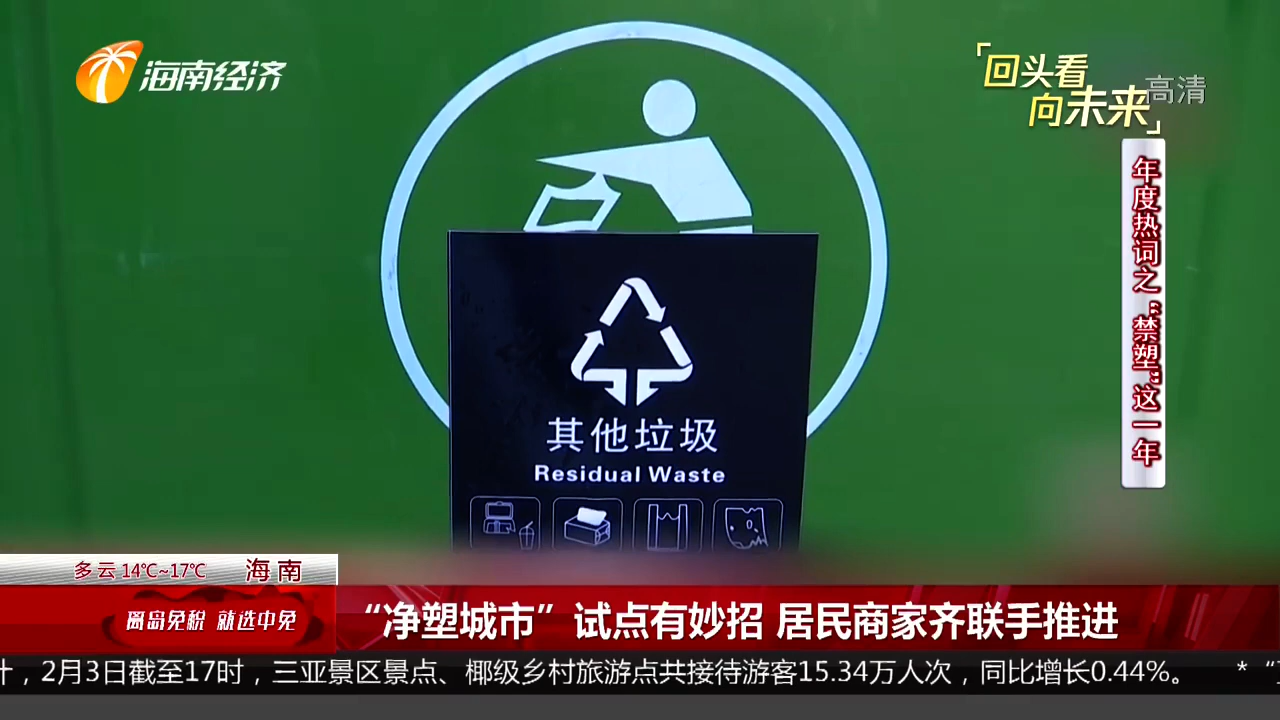 海南经济
回头看
向未来
高清
年度热词之“禁塑”这一年
其他垃圾
Residual Waste
多云 14℃~17℃ 海南
离岛免税 就选中免
“净塑城市”试点有妙招 居民商家齐联手推进
，2月3日截至17时，三亚景区景点、椰级乡村旅游点共接待游客15.34万人次，同比增长0.44%。 * “